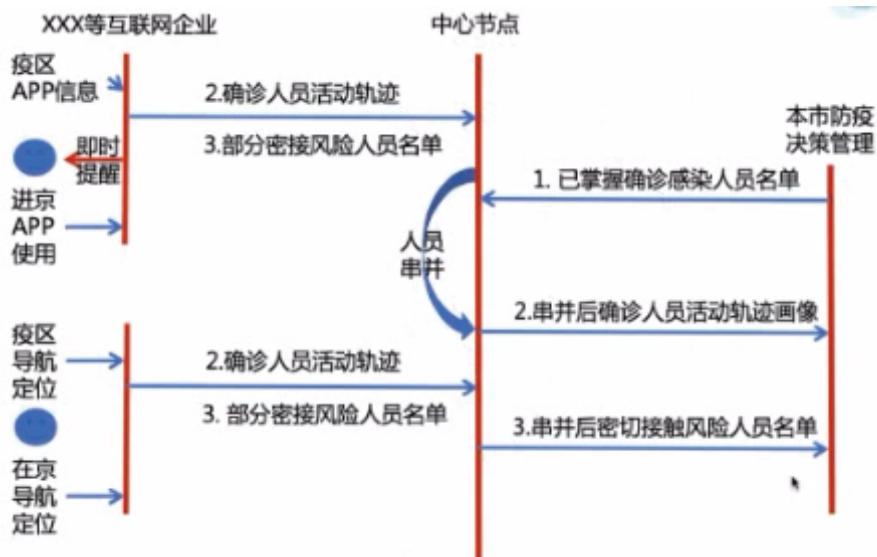 XXX等互联网企业
中心节点
疫区
APP信息
2.确诊人员活动轨迹
本市防疫
决策管理
即时
提醒
3.部分密接风险人员名单
1. 已掌握确诊感染人员名单
进京
APP
使用
人员
串并
2.串并后确诊人员活动轨迹画像
疫区
导航
定位
2.确诊人员活动轨迹
3. 部分密接风险人员名单
3.串并后密切接触风险人员名单
在京
导航
定位